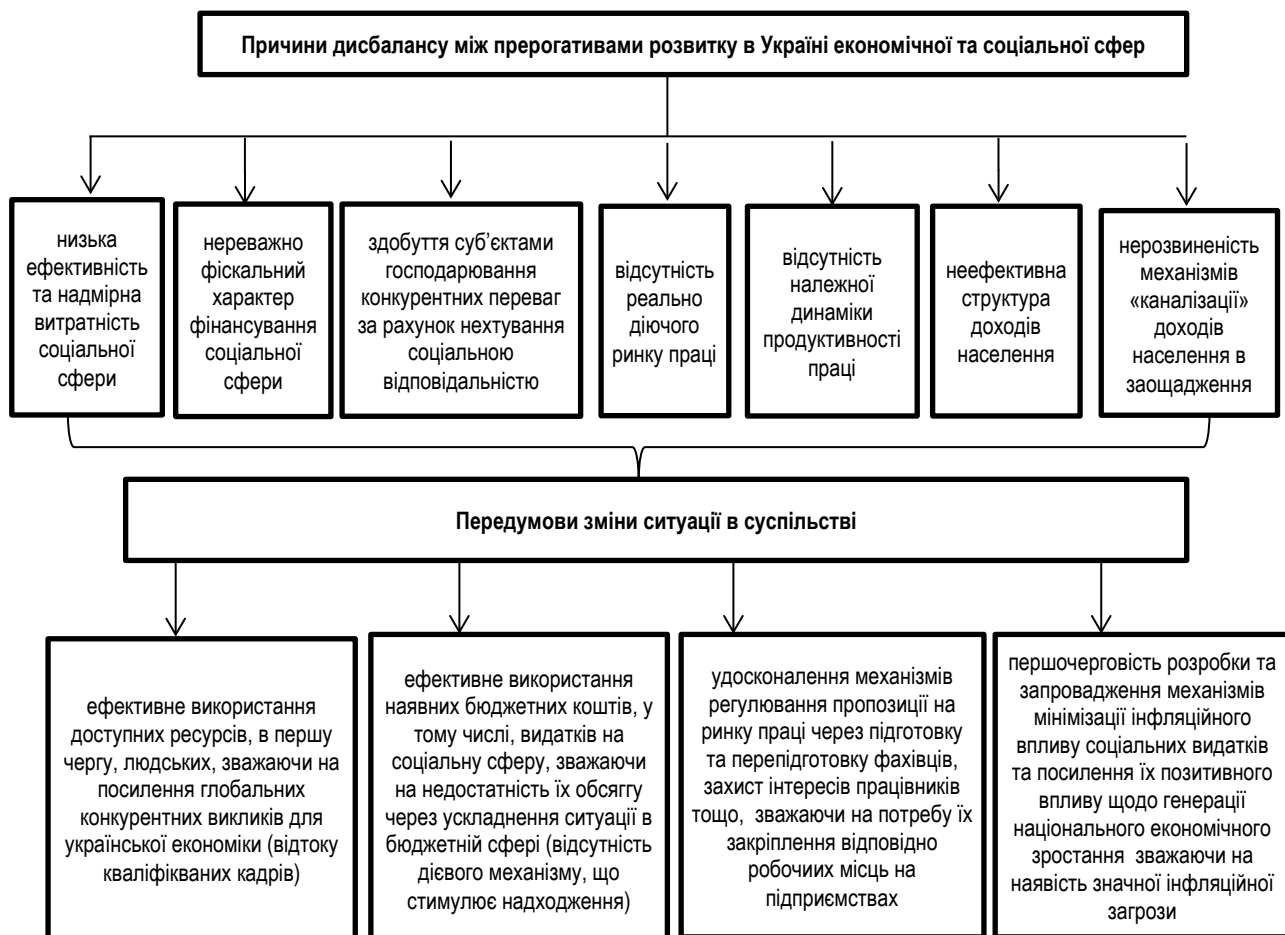 Причини дисбалансу між прерогативами розвитку в Україні економічної та соціальної сфер
низька
ефективність
та надмірна
витратність
соціальної
сфери
нереважно
фіскальний
характер
фінансування
соціальної
сфери
здобуття суб’єктами
господарювання
конкурентних переваг
за рахунок нехтування
соціальною
відповідальністю
відсутність
реально
діючого
ринку праці
відсутність
належної
динаміки
продуктивності
праці
неефективна
структура
доходів
населення
нерозвиненість
механізмів
«каналізації»
доходів
населення в
заощадження
Передумови зміни ситуації в суспільстві
ефективне використання
доступних ресурсів, в першу
чергу, людських, зважаючи на
посилення глобальних
конкурентних викликів для
української економіки (відтоку
кваліфікваних кадрів)
ефективне використання
наявних бюджетних коштів, у
тому числі, видатків на
соціальну сферу, зважаючи
на недостатність їх обсяггу
через ускладнення ситуації в
бюджетній сфері (відсутність
дієвого механізму, що
стимулює надходження)
удосконалення механізмів
регулювання пропозиції на
ринку праці через підготовку
та перепідготовку фахівців,
захист інтересів працівників
тощо, зважаючи на потребу їх
закріплення відповідно
робочиих місць на
підприємствах
першочерговість розробки та
запровадження механізмів
мінімізації інфляційного
впливу соціальних видатків
та посилення їх позитивного
впливу щодо генерації
національного економічного
зростання зважаючи на
наявість значної інфляційної
загрози